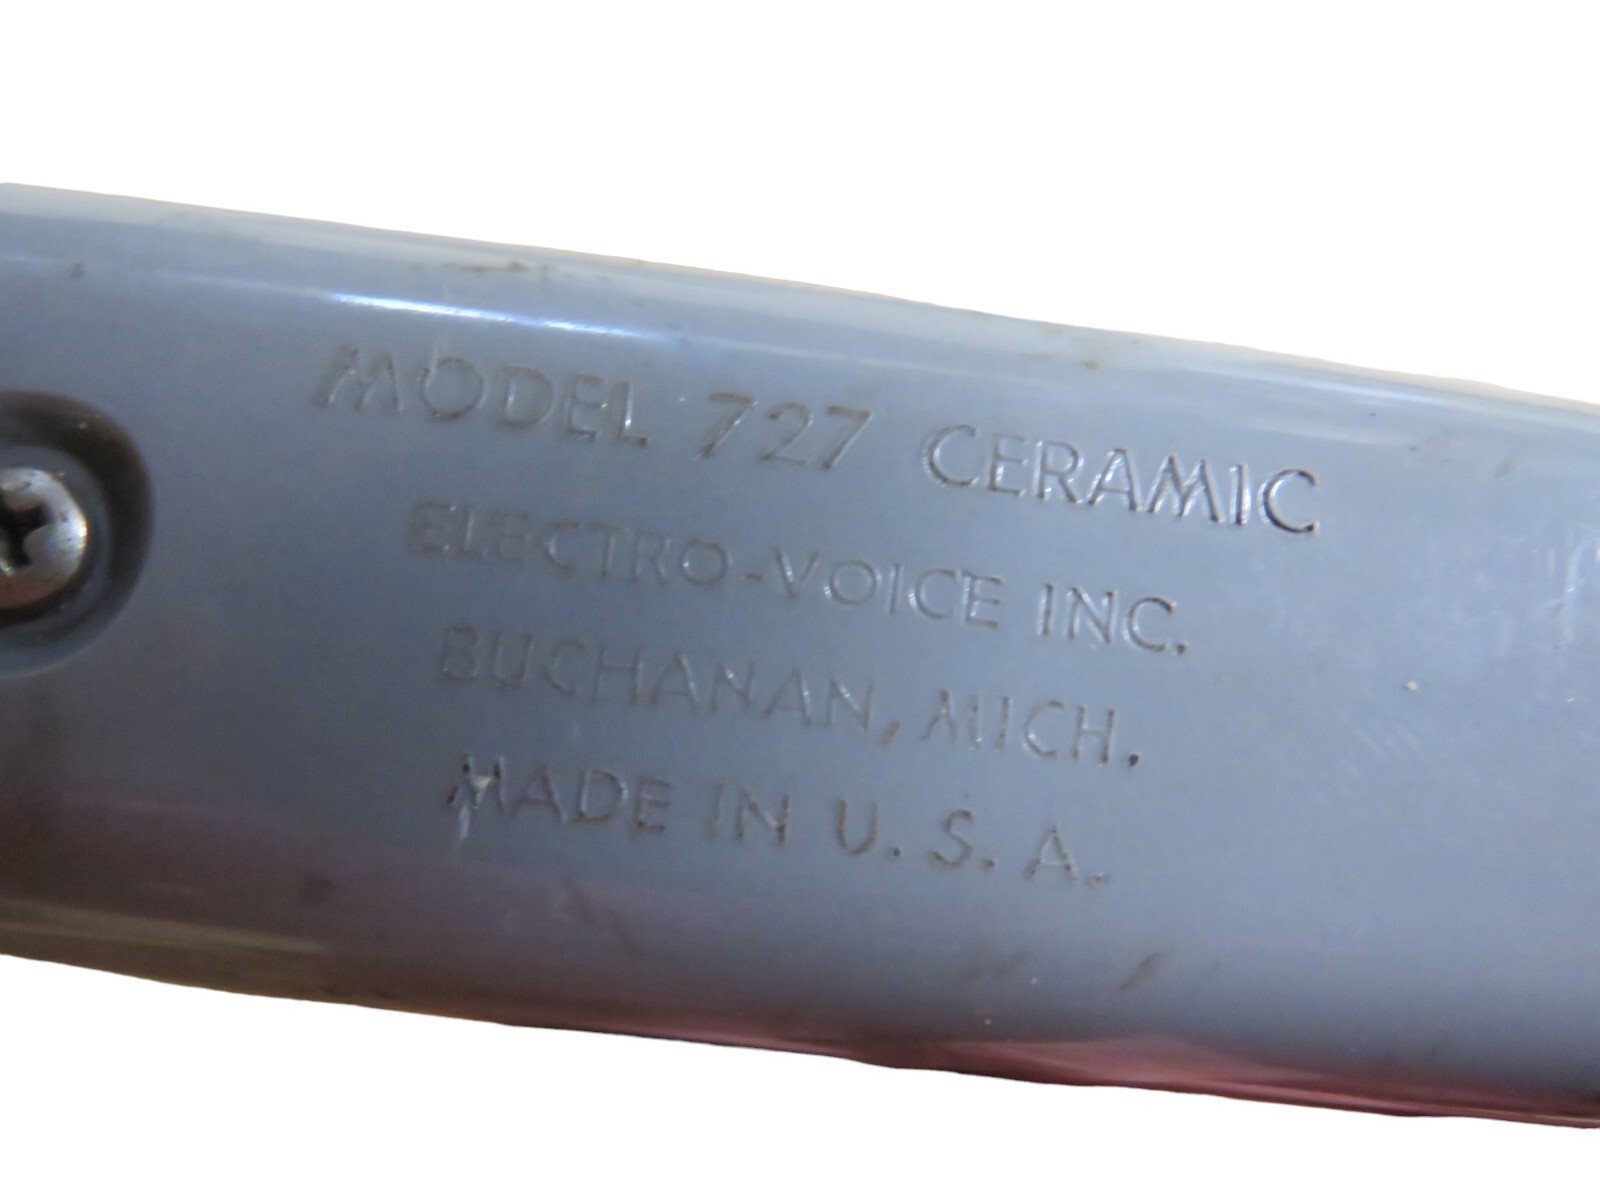 MODEL 727 CERAMIC
ELECTRO-VOICE INC.
BUCHANAN, MICH.
MADE IN U. S. A.